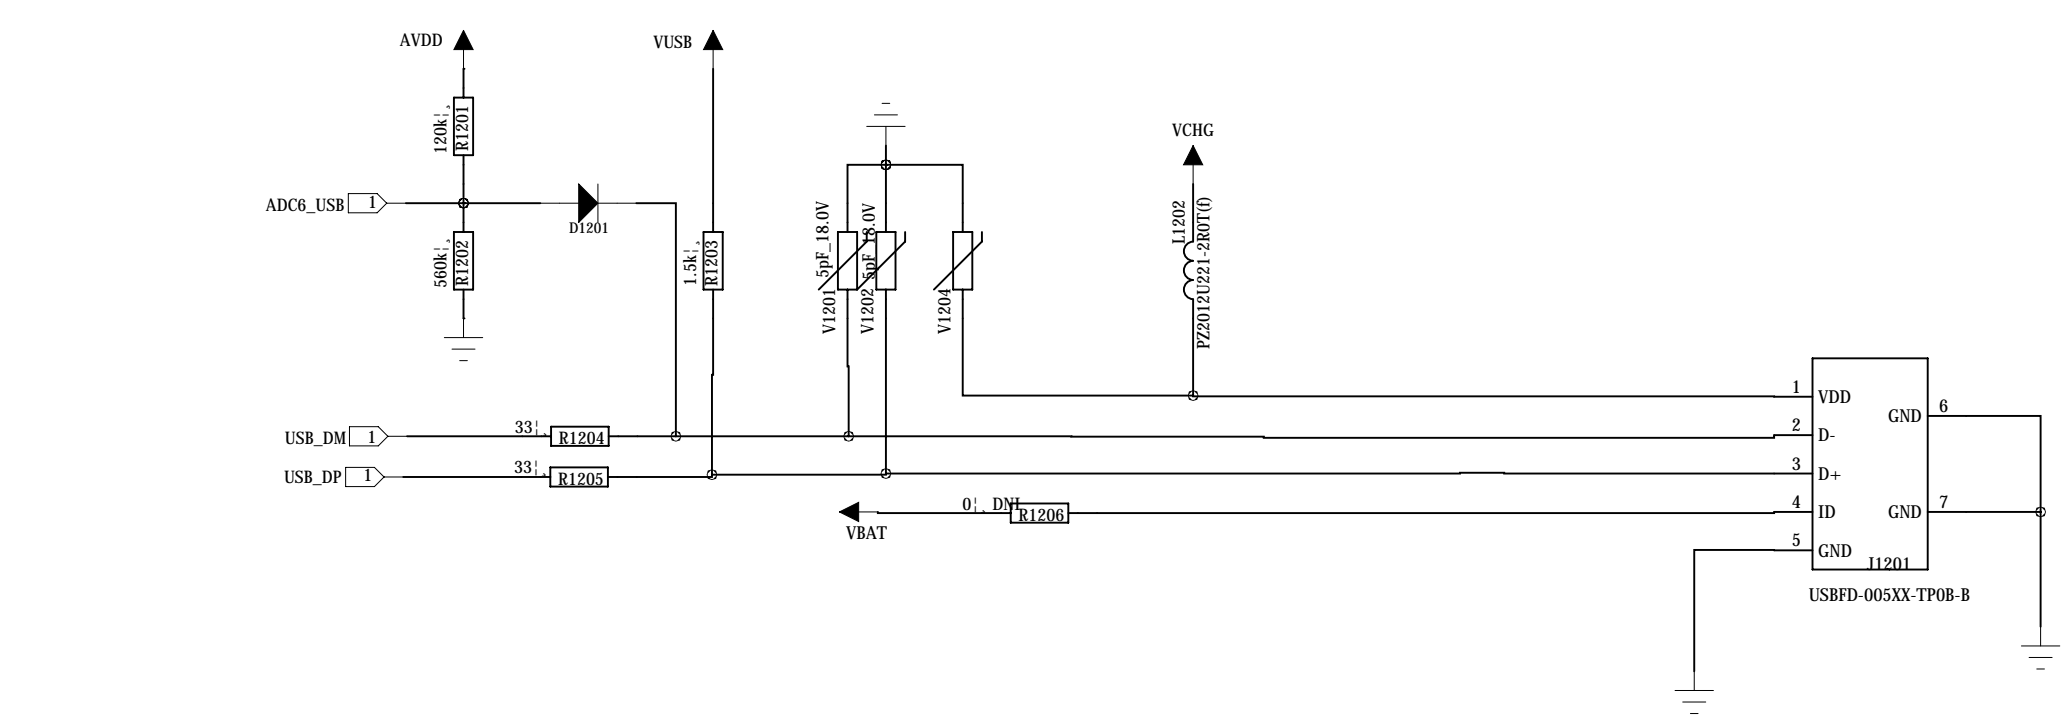 AVDD
VUSB
120k
R1201
VCHG
ADC6_USB
1
D1201
560k
R1202
1.5k
R1203
5pF_18.0V
V1201
5pF_18.0V
V1202
V1204
L1202
PZ2012U221-2R0T(f)
USB_DM
1
33
R1204
USB_DP
1
33
R1205
VBAT
0
DNI
R1206
1
VDD
2
D-
3
D+
4
ID
5
GND
GND
6
GND
7
J1201
USBFD-005XX-TP0B-B